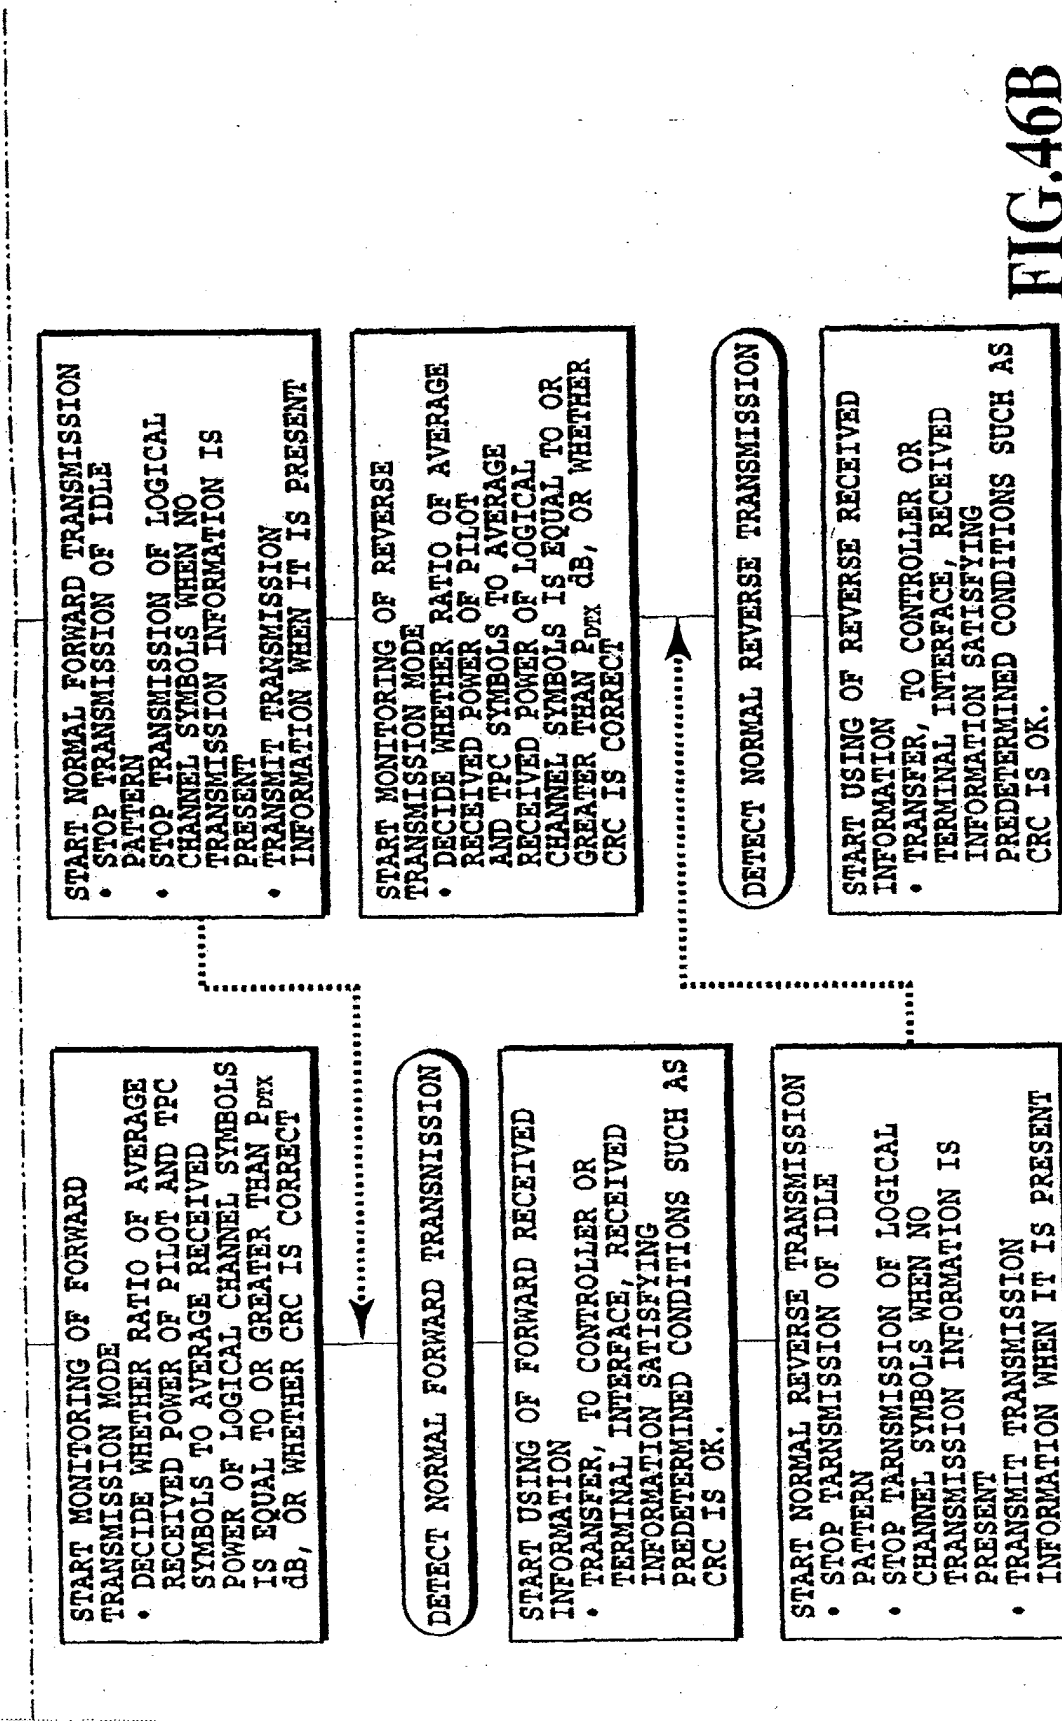 START MONITORING OF FORWARD
TRANSMISSION MODE
• DECIDE WHETHER RATIO OF AVERAGE
RECEIVED POWER OF PILOT AND TPC
SYMBOLS TO AVERAGE RECEIVED
POWER OF LOGICAL CHANNEL SYMBOLS
IS EQUAL TO OR GREATER THAN PDTX
dB, OR WHETHER CRC IS CORRECT
DETECT NORMAL FORWARD TRANSNISSION
START USING OF FORWARD RECEIVED
INFORMATION
• TRANSFER, TO CONTROLLER OR
TERMINAL INTERFACE, RECEIVED
INFORMATION SATISFYING
PREDETERMINED CONDITIONS SUCH AS
CRC IS OK.
START NORMAL REVERSE TRANSMISSION
• STOP TARNSMISSION OF IDLE
PATTERN
• STOP TARNSMISSION OF LOGICAL
CHANNEL SYMBOLS WHEN NO
TRANSMISSION INFORMATION IS
PRESENT
• TRANSMIT TRANSMISSION
INFORMATION WHEN IT IS PRESENT
START NORMAL FORWARD TRANSMISSION
• STOP TRANSMISSION OF IDLE
PATTERN
• STOP TRANSMISSION OF LOGICAL
CHANNEL SYMBOLS WHEN NO
TRANSMISSION INFORMATION IS
PRESENT
• TRANSMIT TRANSMISSION
INFORMATION WHEN IT IS PRESENT
START MONITORING OF REVERSE
TRANSMISSION MODE
• DECIDE WHETHER RATIO OF AVERAGE
RECEIVED POWER OF PILOT
AND TPC SYMBOLS TO AVERAGE
RECEIVED POWER OF LOGICAL
CHANNEL SYMBOLS IS EQUAL TO OR
GREATER THAN PDTX dB, OR WHETHER
CRC IS CORRECT
DETECT NORMAL REVERSE TRANSMISSION
START USING OF REVERSE RECEIVED
INFORMATION
• TRANSFER, TO CONTROLLER OR
TERMINAL INTERFACE, RECEIVED
INFORMATION SATISFYING
PREDETERMINED CONDITIONS SUCH AS
CRC IS OK.
FIG.46B